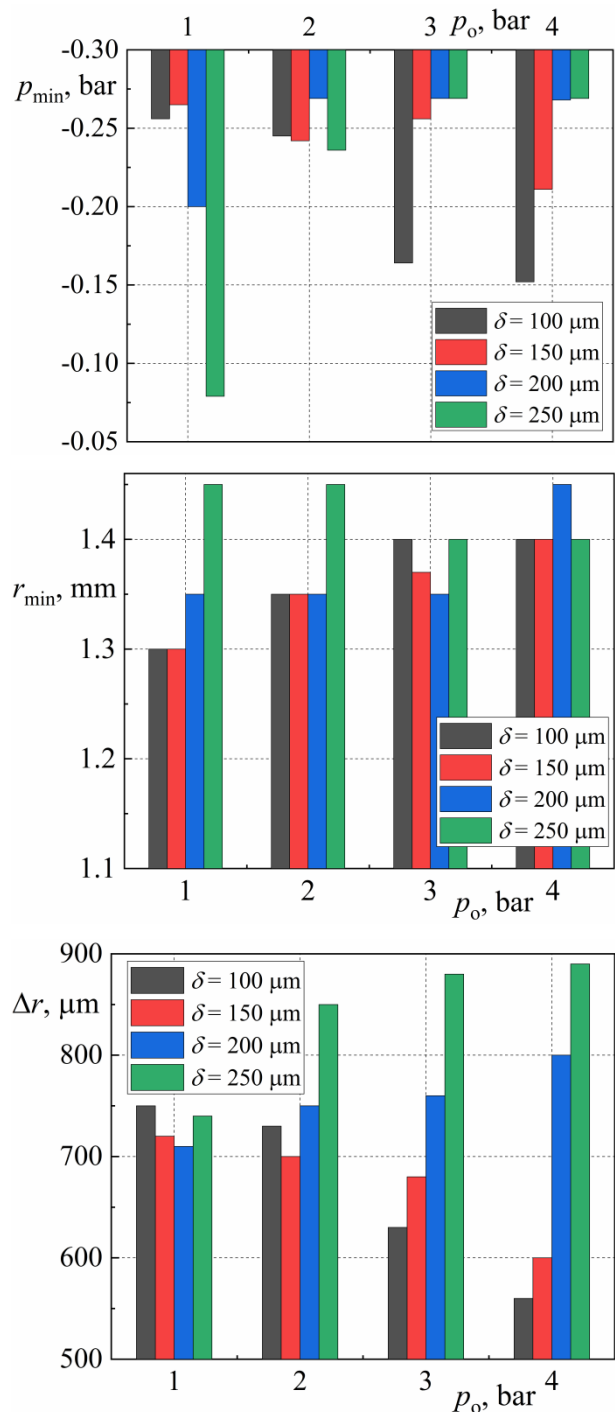 1 2 3 pₒ, bar 4
-0.30
p_min, bar
-0.25
-0.20
-0.15
-0.10
-0.05
δ = 100 μm
δ = 150 μm
δ = 200 μm
δ = 250 μm
1.4
r_min, mm
1.3
1.2
1.1
δ = 100 μm
δ = 150 μm
δ = 200 μm
δ = 250 μm
1 2 3 4
pₒ, bar
900
Δr, μm
800
700
600
500
δ = 100 μm
δ = 150 μm
δ = 200 μm
δ = 250 μm
1 2 3 4
pₒ, bar